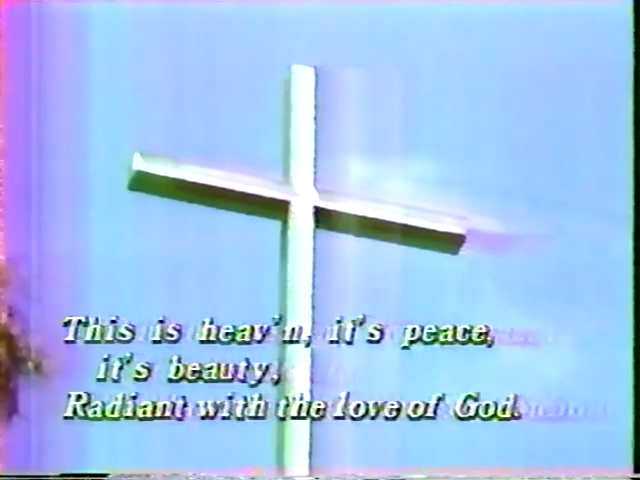 This is heav'n, it's peace,
it's beauty,
Radiant with the love of God.